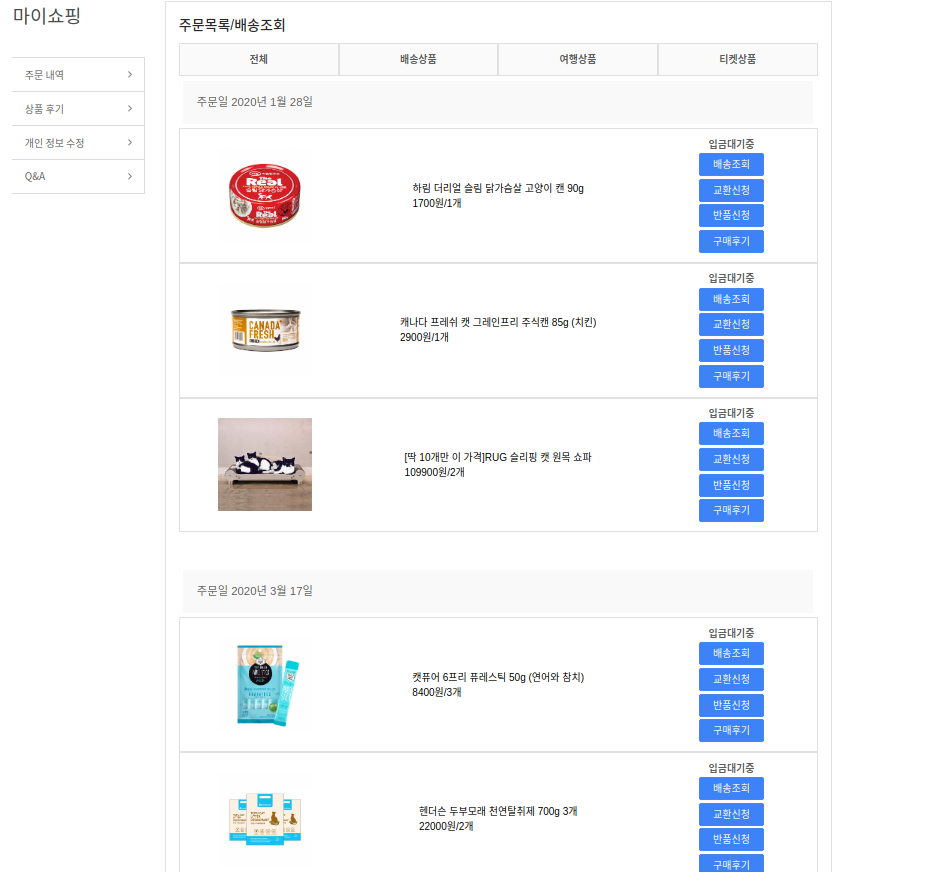 마이쇼핑
주문 내역
상품 후기
개인 정보 수정
Q&A
주문목록/배송조회
전체
배송상품
여행상품
티켓상품
주문일 2020년 1월 28일
The Real
하림 더리얼 슬림 닭가슴살 고양이 캔 90g
1700원/1개
입금대기중
배송조회
교환신청
반품신청
구매후기
CANADA
FRESH
캐나다 프레쉬 캣 그레인프리 주식캔 85g (치킨)
2900원/1개
입금대기중
배송조회
교환신청
반품신청
구매후기
[딱 10개만 이 가격]RUG 슬리핑 캣 원목 쇼파
109900원/2개
입금대기중
배송조회
교환신청
반품신청
구매후기
주문일 2020년 3월 17일
캣퓨어 6프리 퓨레스틱 50g (연어와 참치)
8400원/3개
입금대기중
배송조회
교환신청
반품신청
구매후기
헨더슨 두부모래 천연탈취제 700g 3개
22000원/2개
입금대기중
배송조회
교환신청
반품신청
구매후기